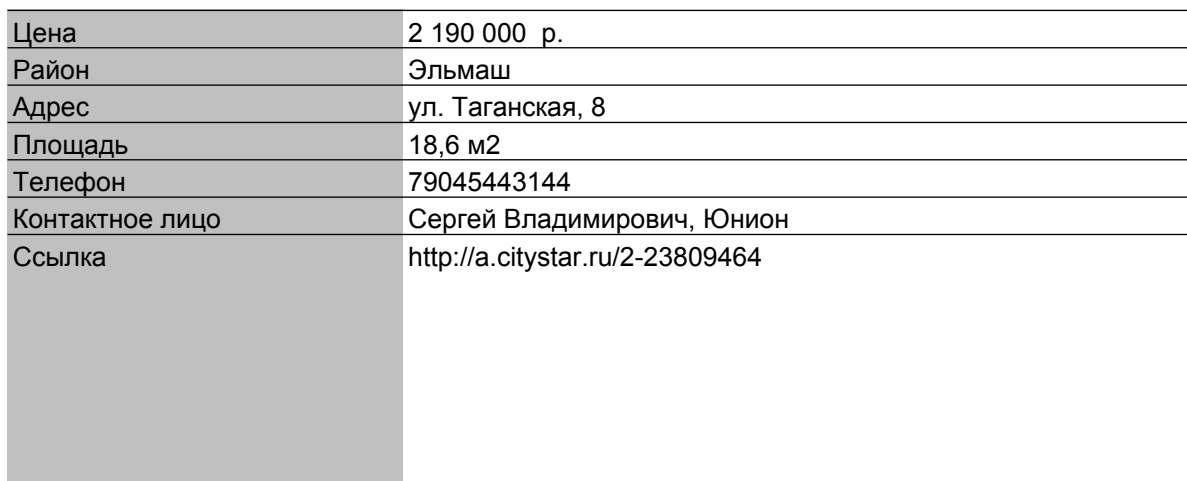 Цена 2 190 000 р.
Район Эльмаш
Адрес ул. Таганская, 8
Площадь 18,6 м2
Телефон 79045443144
Контактное лицо Сергей Владимирович, Юнион
Ссылка http://a.citystar.ru/2-23809464